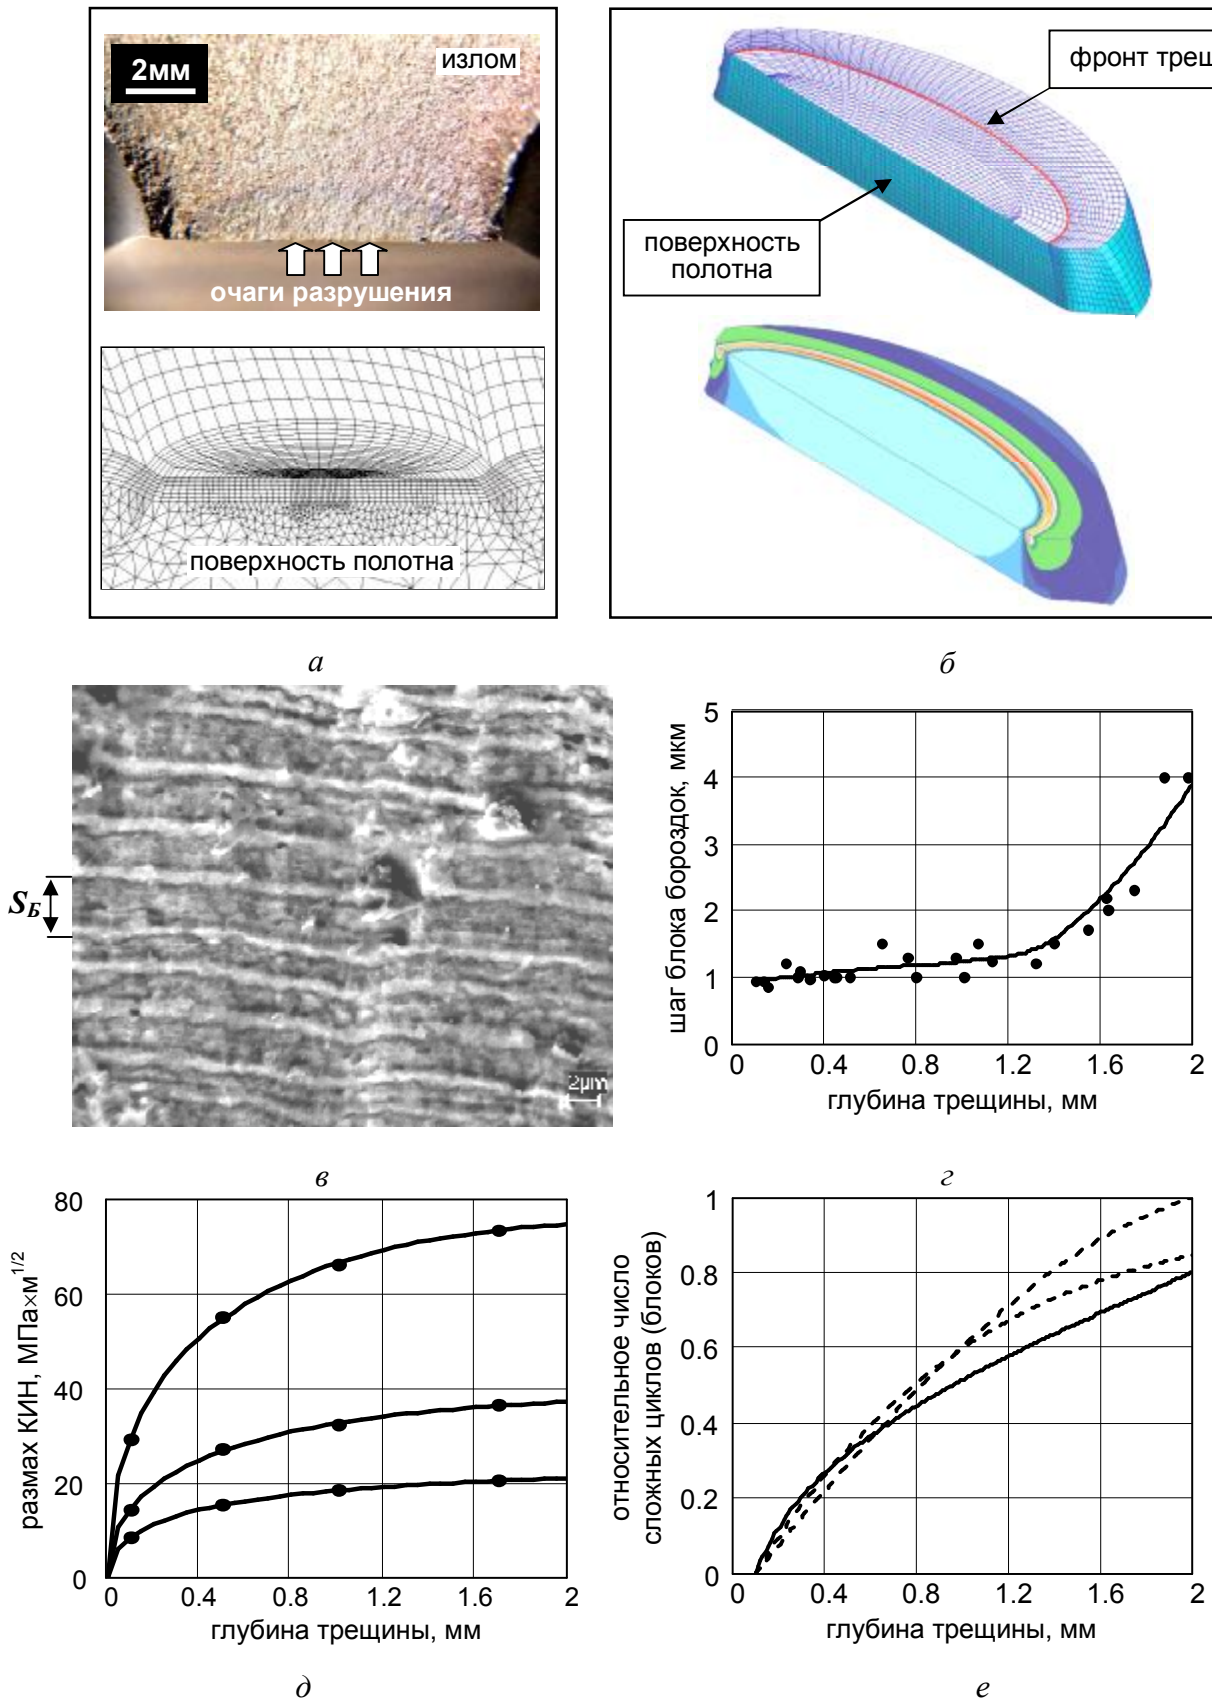 2мм
излом
очаги разрушения
поверхность полотна
а
фронт трещ
поверхность
полотна
б
SБ
2µm
в
шаг блока бороздок, мкм
5
4
3
2
1
0
0 0.4 0.8 1.2 1.6 2
глубина трещины, мм
г
размах КИН, МПа×м1/2
80
60
40
20
0
0 0.4 0.8 1.2 1.6 2
глубина трещины, мм
д
относительное число
сложных циклов (блоков)
1
0.8
0.6
0.4
0.2
0
0 0.4 0.8 1.2 1.6 2
глубина трещины, мм
е